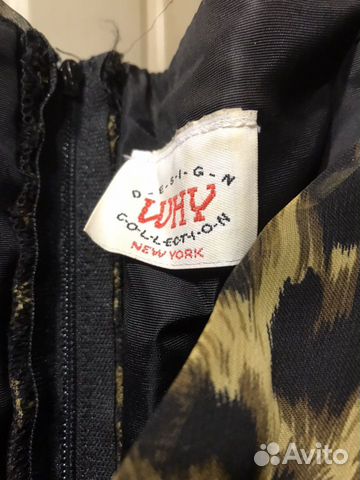 D-E-S-I-G-N
WHY
C-O-L-L-E-C-T-I-O-N
NEW YORK
Avito